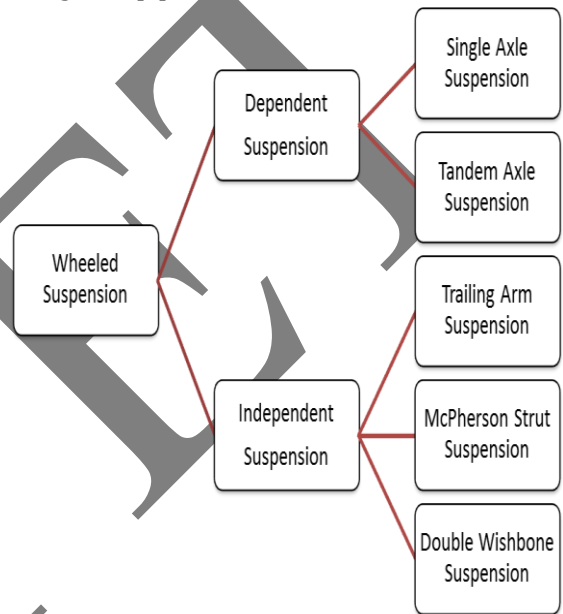 Wheeled
Suspension
Dependent
Suspension
Independent
Suspension
Single Axle
Suspension
Tandem Axle
Suspension
Trailing Arm
Suspension
McPherson Strut
Suspension
Double Wishbone
Suspension